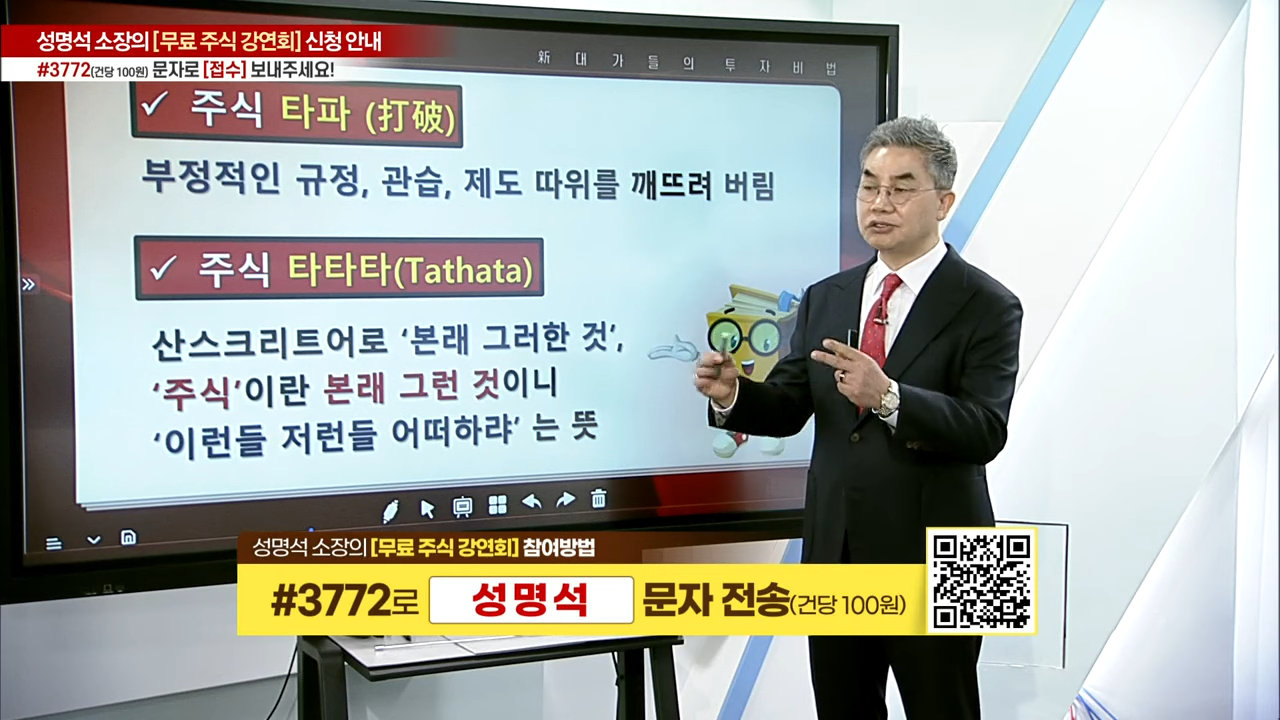 성명석 소장의 [무료 주식 강연회] 신청 안내
#3772(건당 100원) 문자로 [접수] 보내주세요!
新 대 가 들 의 투 자 비 법
✓ 주식 타파 (打破)
부정적인 규정, 관습, 제도 따위를 깨뜨려 버림
✓ 주식 타타타(Tathata)
산스크리트어로 ‘본래 그러한 것’,
‘주식’이란 본래 그런 것이니
‘이런들 저런들 어떠하랴’ 는 뜻
성명석 소장의 [무료 주식 강연회] 참여방법
#3772로 성명석 문자 전송(건당 100원)